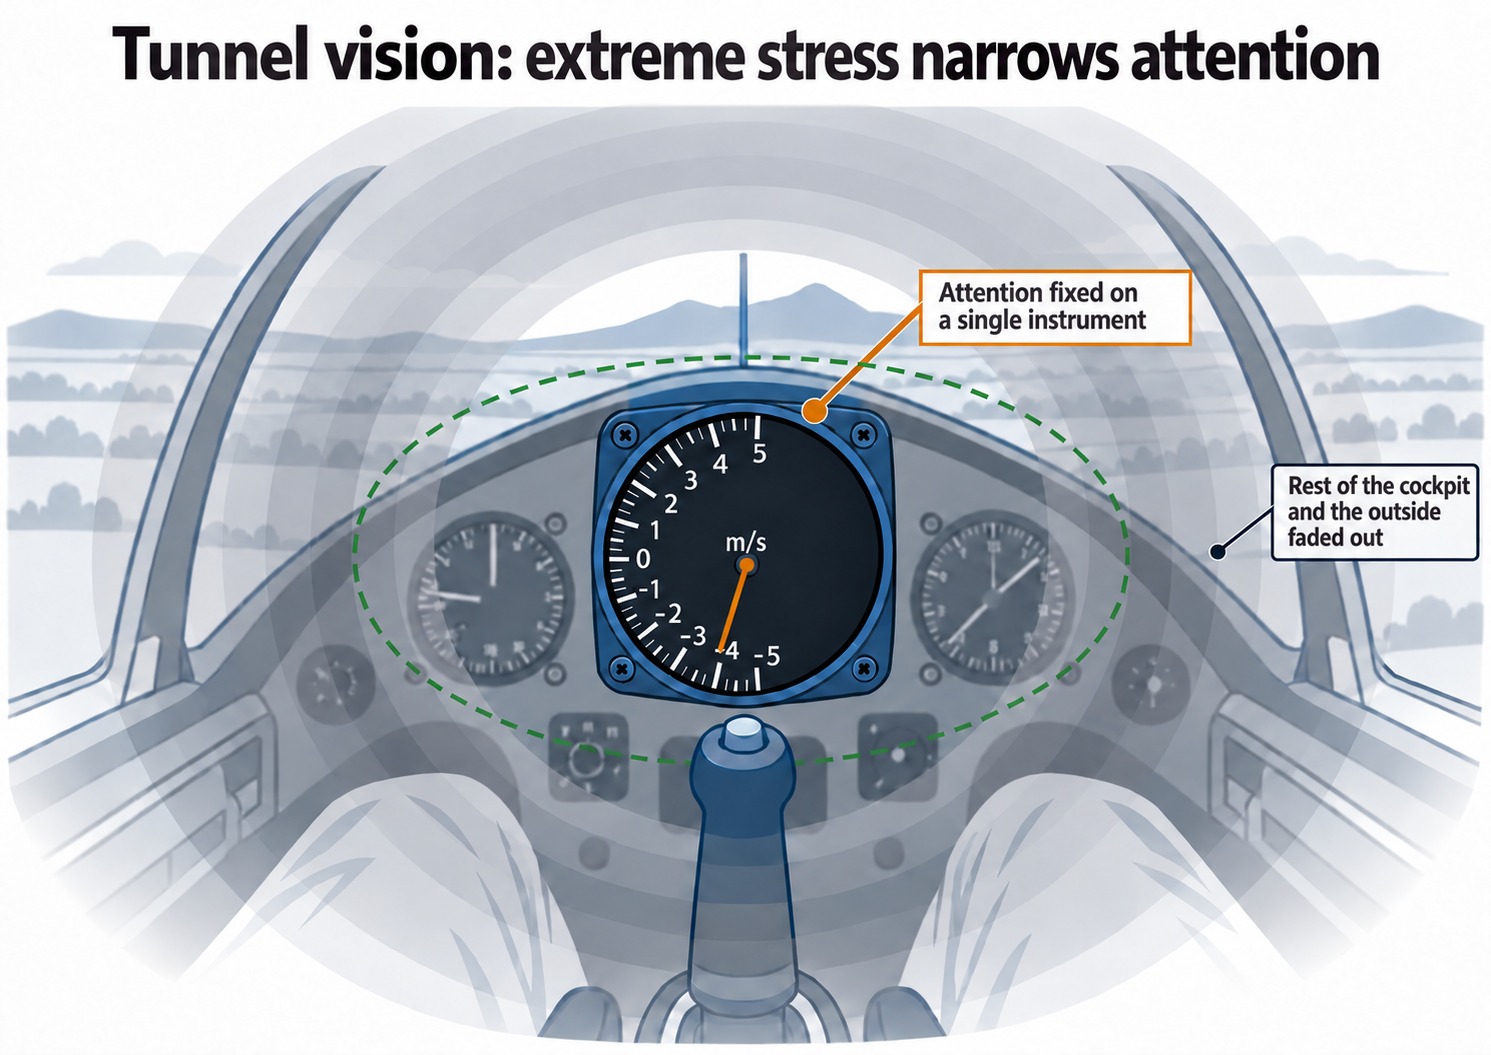 Tunnel vision: extreme stress narrows attention
Attention fixed on
a single instrument
Rest of the cockpit
and the outside
faded out
5
4
3
2
1
0
-1
-2
-3
-4
-5
m/s